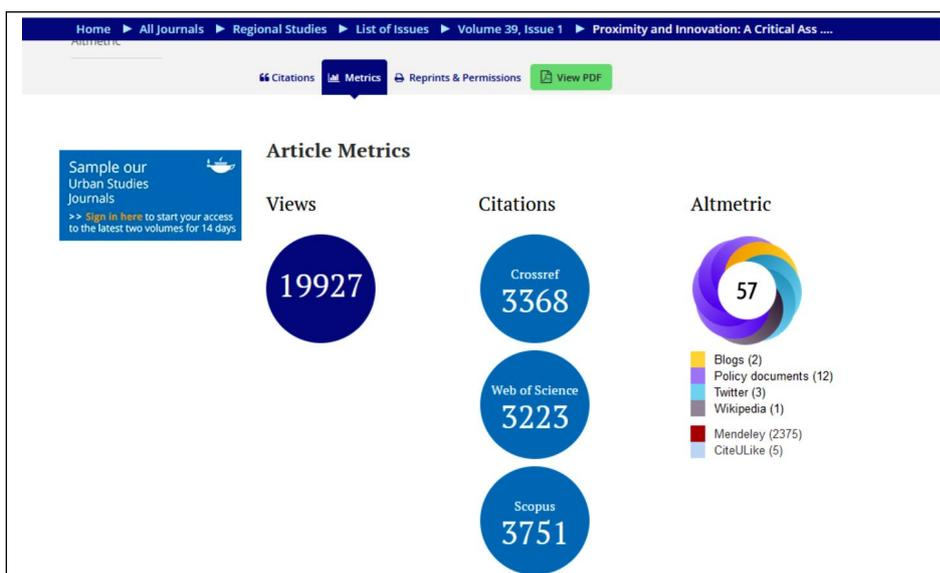 Home ▶ All Journals ▶ Regional Studies ▶ List of Issues ▶ Volume 39, Issue 1 ▶ Proximity and Innovation: A Critical Ass ....
Altmetric
Citations Metrics Reprints & Permissions View PDF
Sample our
Urban Studies
Journals
>> Sign in here to start your access
to the latest two volumes for 14 days
Article Metrics
Views
19927
Citations
Crossref
3368
Web of Science
3223
Scopus
3751
Altmetric
57
Blogs (2)
Policy documents (12)
Twitter (3)
Wikipedia (1)
Mendeley (2375)
CiteULike (5)